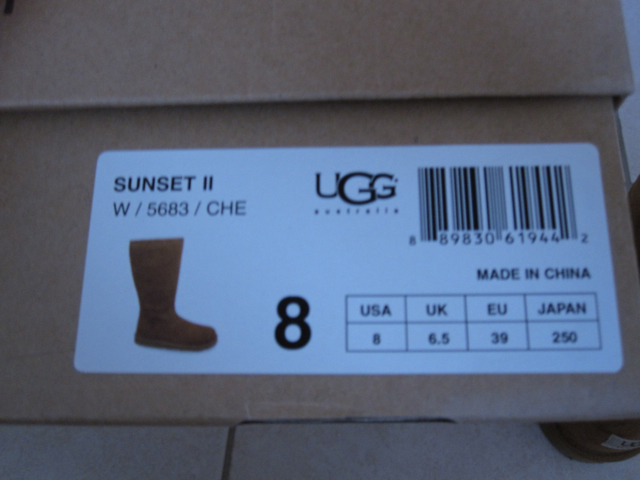 SUNSET II
W / 5683 / CHE
UGG
australia
8 89830 61944 2
MADE IN CHINA
8
USA UK EU JAPAN
8 6.5 39 250